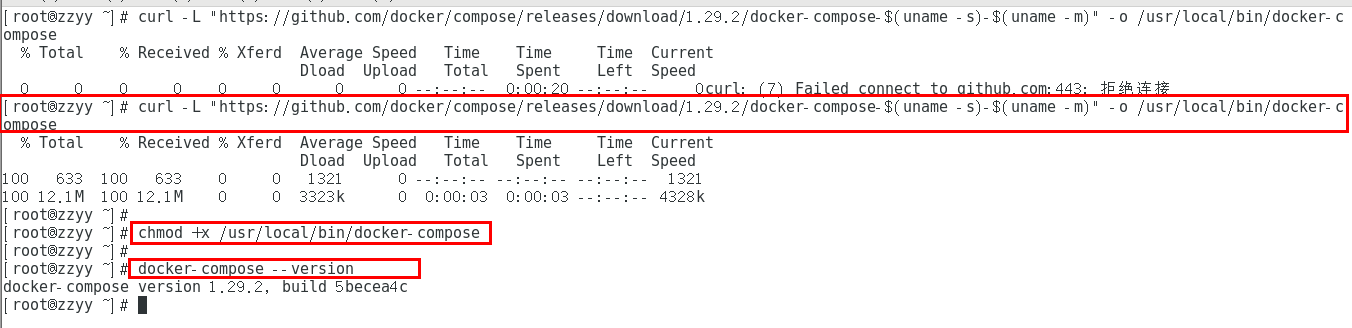 [root@zzyy ~]# curl -L "https://github.com/docker/compose/releases/download/1.29.2/docker-compose-$(uname -s)-$(uname -m)" -o /usr/local/bin/docker-c
ompose
% Total % Received % Xferd Average Speed Time Time Time Current
Dload Upload Total Spent Left Speed
0 0 0 0 0 0 0 0 --:--:-- 0:00:20 --:--:-- 0curl: (7) Failed connect to github.com:443; 拒绝连接
[root@zzyy ~]# curl -L "https://github.com/docker/compose/releases/download/1.29.2/docker-compose-$(uname -s)-$(uname -m)" -o /usr/local/bin/docker-c
ompose
% Total % Received % Xferd Average Speed Time Time Time Current
Dload Upload Total Spent Left Speed
100 633 100 633 0 0 1321 0 --:--:-- --:--:-- --:--:-- 1321
100 12.1M 100 12.1M 0 0 3323k 0 0:00:03 0:00:03 --:--:-- 4328k
[root@zzyy ~]#
[root@zzyy ~]# chmod +x /usr/local/bin/docker-compose
[root@zzyy ~]#
[root@zzyy ~]# docker-compose --version
docker-compose version 1.29.2, build 5becea4c
[root@zzyy ~]#